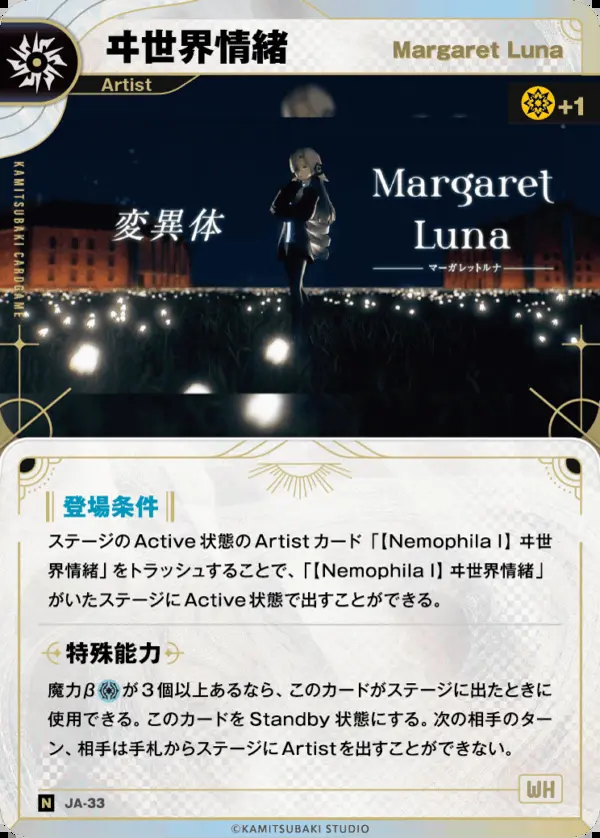 ヰ世界情緒
Margaret Luna
Artist
+1
KAMITSUBAKI CARDGAME
変異体
Margaret
Luna
マーガレットルナ
登場条件
ステージのActive状態のArtistカード「【Nemophila I】ヰ世
界情緒」をトラッシュすることで、「【Nemophila I】ヰ世界情緒」
がいたステージにActive状態で出すことができる。
特殊能力
魔力βが3個以上あるなら、このカードがステージに出たときに
使用できる。このカードをStandby状態にする。次の相手のター
ン、相手は手札からステージにArtistを出すことができない。
N JA-33
WH
©KAMITSUBAKI STUDIO